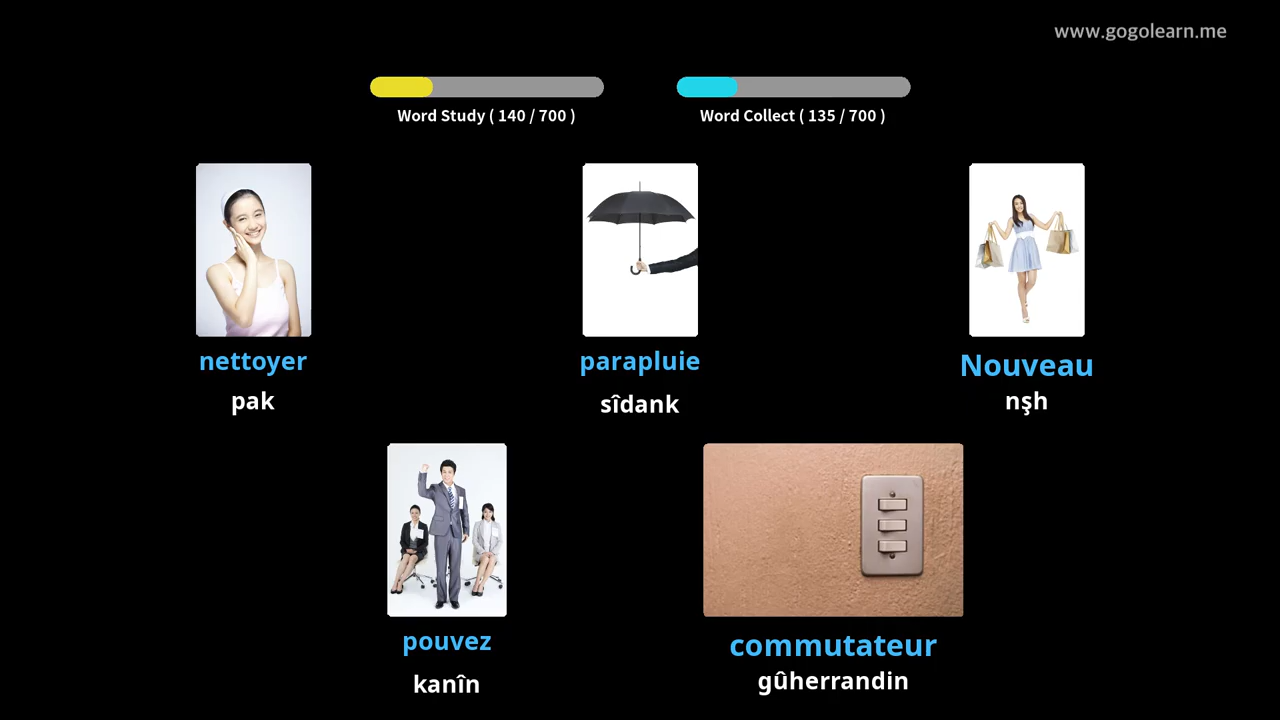 www.gogolearn.me
Word Study ( 140 / 700 )
Word Collect ( 135 / 700 )
nettoyer
pak
parapluie
sîdank
Nouveau
nşh
pouvez
kanîn
commutateur
gûherrandin